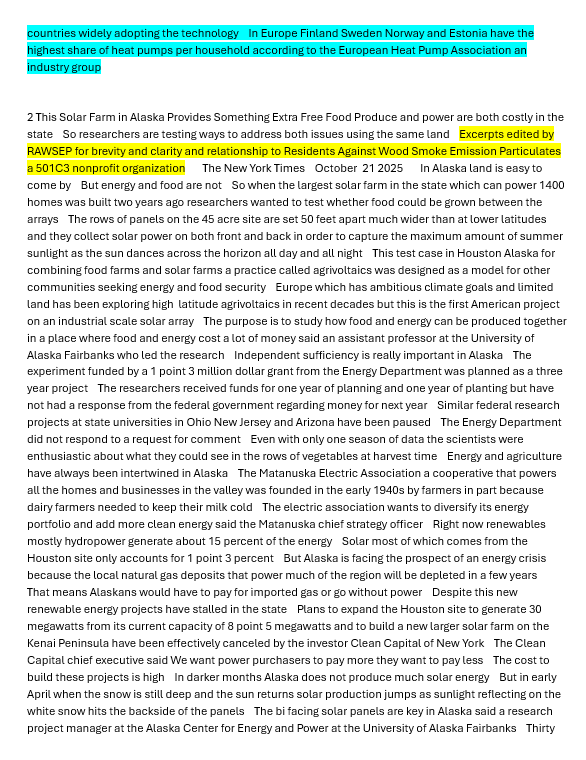 countries widely adopting the technology    In Europe Finland Sweden Norway and Estonia have the
highest share of heat pumps per household according to the European Heat Pump Association an
industry group
2 This Solar Farm in Alaska Provides Something Extra Free Food Produce and power are both costly in the
state    So researchers are testing ways to address both issues using the same land    Excerpts edited by
RAWSEP for brevity and clarity and relationship to Residents Against Wood Smoke Emission Particulates
a 501C3 nonprofit organization    The New York Times    October  21 2025    In Alaska land is easy to
come by    But energy and food are not    So when the largest solar farm in the state which can power 1400
homes was built two years ago researchers wanted to test whether food could be grown between the
arrays    The rows of panels on the 45 acre site are set 50 feet apart much wider than at lower latitudes
and they collect solar power on both front and back in order to capture the maximum amount of summer
sunlight as the sun dances across the horizon all day and all night    This test case in Houston Alaska for
combining food farms and solar farms a practice called agrivoltaics was designed as a model for other
communities seeking energy and food security    Europe which has ambitious climate goals and limited
land has been exploring high  latitude agrivoltaics in recent decades but this is the first American project
on an industrial scale solar array    The purpose is to study how food and energy can be produced together
in a place where food and energy cost a lot of money said an assistant professor at the University of
Alaska Fairbanks who led the research    Independent sufficiency is really important in Alaska    The
experiment funded by a 1 point 3 million dollar grant from the Energy Department was planned as a three
year project    The researchers received funds for one year of planning and one year of planting but have
not had a response from the federal government regarding money for next year    Similar federal research
projects at state universities in Ohio New Jersey and Arizona have been paused    The Energy Department
did not respond to a request for comment    Even with only one season of data the scientists were
enthusiastic about what they could see in the rows of vegetables at harvest time    Energy and agriculture
have always been intertwined in Alaska    The Matanuska Electric Association a cooperative that powers
all the homes and businesses in the valley was founded in the early 1940s by farmers in part because
dairy farmers needed to keep their milk cold    The electric association wants to diversify its energy
portfolio and add more clean energy said the Matanuska chief strategy officer    Right now renewables
mostly hydropower generate about 15 percent of the energy    Solar most of which comes from the
Houston site only accounts for 1 point 3 percent    But Alaska is facing the prospect of an energy crisis
because the local natural gas deposits that power much of the region will be depleted in a few years
That means Alaskans would have to pay for imported gas or go without power    Despite this new
renewable energy projects have stalled in the state    Plans to expand the Houston site to generate 30
megawatts from its current capacity of 8 point 5 megawatts and to build a new larger solar farm on the
Kenai Peninsula have been effectively canceled by the investor Clean Capital of New York    The Clean
Capital chief executive said We want power purchasers to pay more they want to pay less    The cost to
build these projects is high    In darker months Alaska does not produce much solar energy    But in early
April when the snow is still deep and the sun returns solar production jumps as sunlight reflecting on the
white snow hits the backside of the panels    The bi facing solar panels are key in Alaska said a research
project manager at the Alaska Center for Energy and Power at the University of Alaska Fairbanks    Thirty